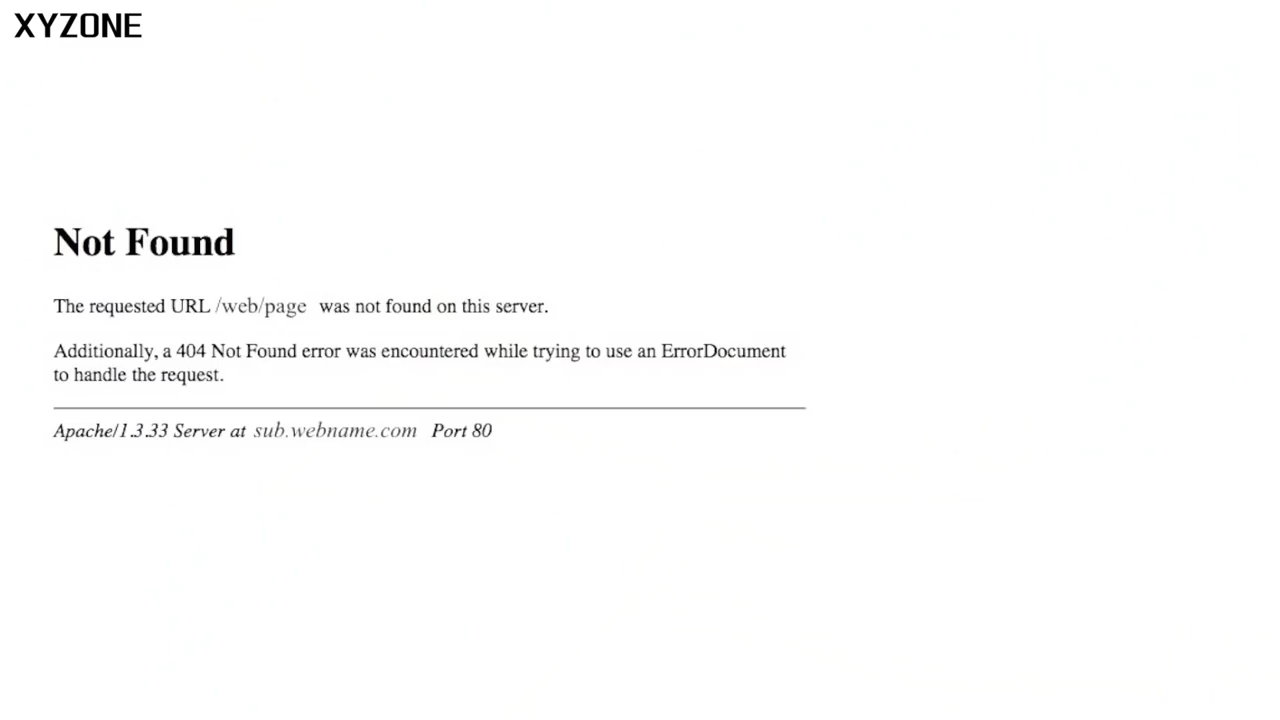 XYZONE
Not Found
The requested URL /web/page was not found on this server.
Additionally, a 404 Not Found error was encountered while trying to use an ErrorDocument
to handle the request.
Apache/1.3.33 Server at sub.webname.com Port 80